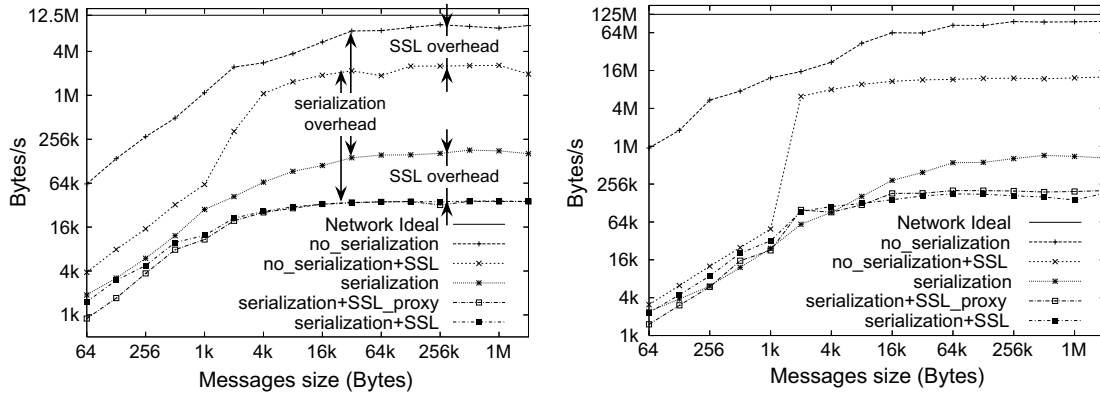 12.5M
4M
1M
256k
64k
16k
4k
1k
Bytes/s
SSL overhead
serialization
overhead
SSL overhead
Network Ideal
no_serialization
no_serialization+SSL
serialization
serialization+SSL_proxy
serialization+SSL
64 256 1k 4k 16k 64k 256k 1M
Messages size (Bytes)
125M
64M
16M
4M
1M
256k
64k
16k
4k
1k
Bytes/s
Network Ideal
no_serialization
no_serialization+SSL
serialization
serialization+SSL_proxy
serialization+SSL
64 256 1k 4k 16k 64k 256k 1M
Messages size (Bytes)